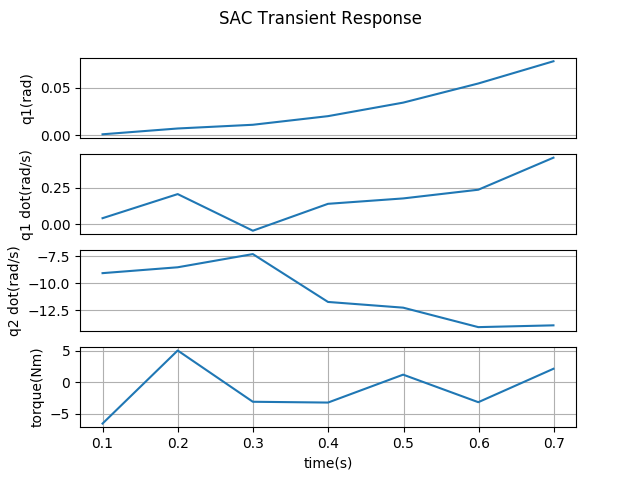 SAC Transient Response
q1(rad)
0.05
0.00
q1 dot(rad/s)
0.25
0.00
q2 dot(rad/s)
−7.5
−10.0
−12.5
torque(Nm)
5
0
−5
0.1 0.2 0.3 0.4 0.5 0.6 0.7
time(s)